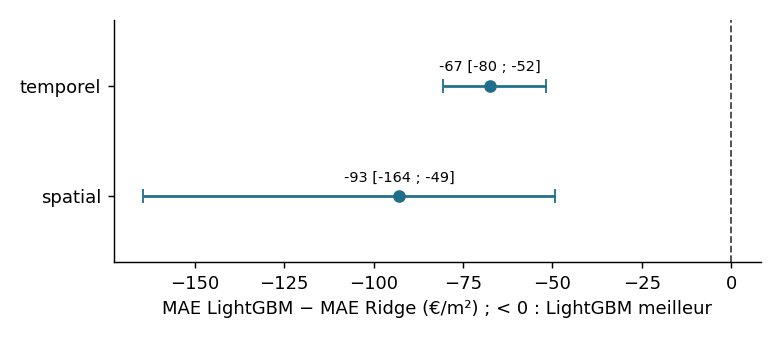 -67 [-80 ; -52]
temporel
-93 [-164 ; -49]
spatial
−150 −125 −100 −75 −50 −25 0
MAE LightGBM − MAE Ridge (€/m²) ; < 0 : LightGBM meilleur